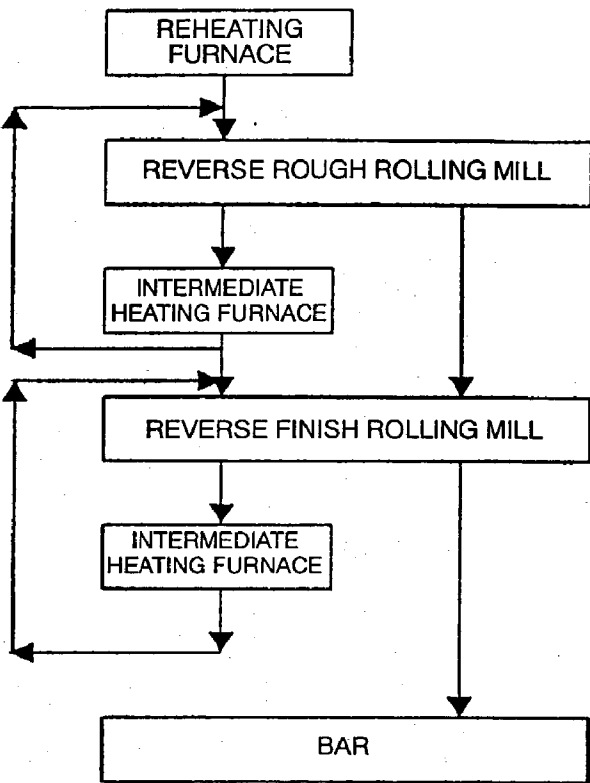 REHEATING
FURNACE
REVERSE ROUGH ROLLING MILL
INTERMEDIATE
HEATING FURNACE
REVERSE FINISH ROLLING MILL
INTERMEDIATE
HEATING FURNACE
BAR